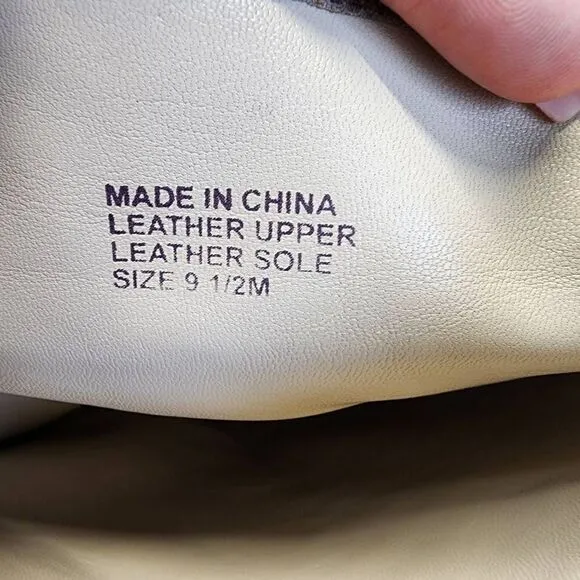 MADE IN CHINA
LEATHER UPPER
LEATHER SOLE
SIZE 9 1/2M